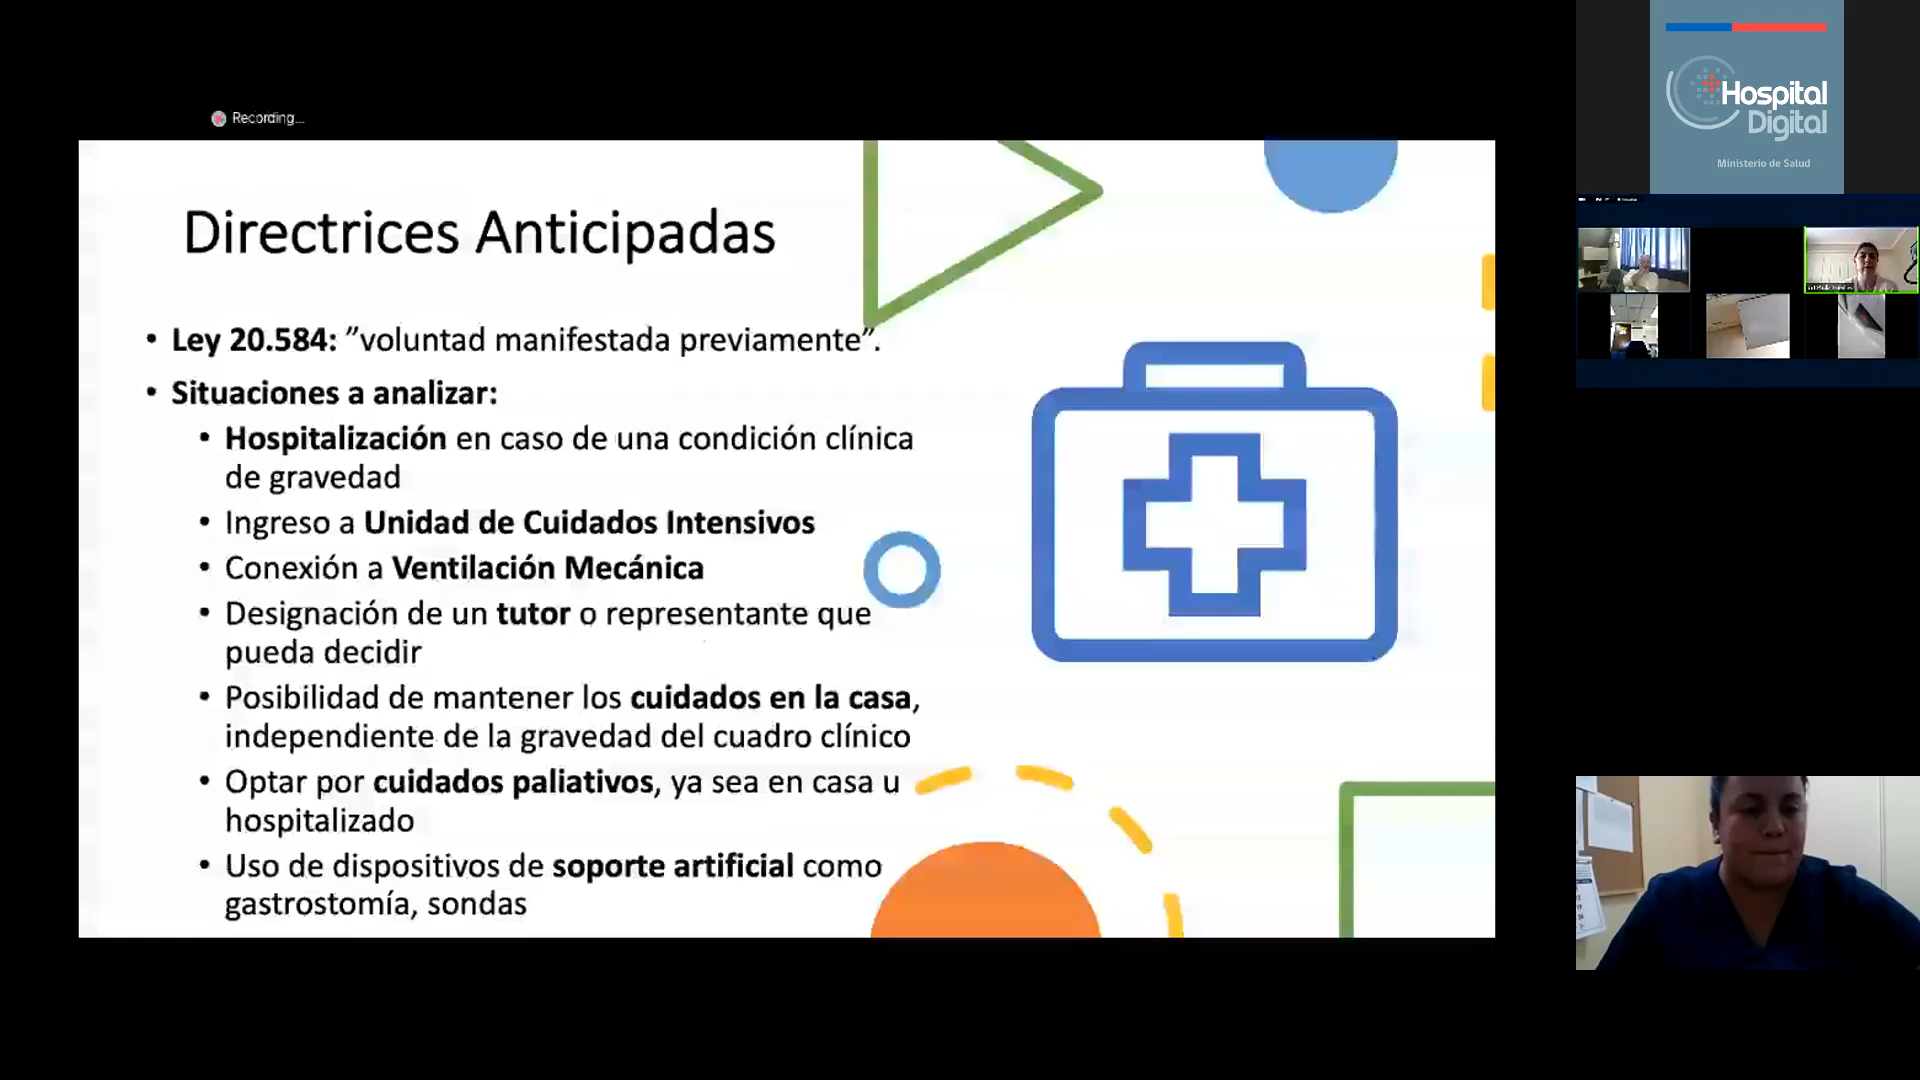 Recording...
Directrices Anticipadas
• Ley 20.584: ”voluntad manifestada previamente”.
• Situaciones a analizar:
• Hospitalización en caso de una condición clínica
de gravedad
• Ingreso a Unidad de Cuidados Intensivos
• Conexión a Ventilación Mecánica
• Designación de un tutor o representante que
pueda decidir
• Posibilidad de mantener los cuidados en la casa,
independiente de la gravedad del cuadro clínico
• Optar por cuidados paliativos, ya sea en casa u
hospitalizado
• Uso de dispositivos de soporte artificial como
gastrostomía, sondas
Hospital
Digital
Ministerio de Salud